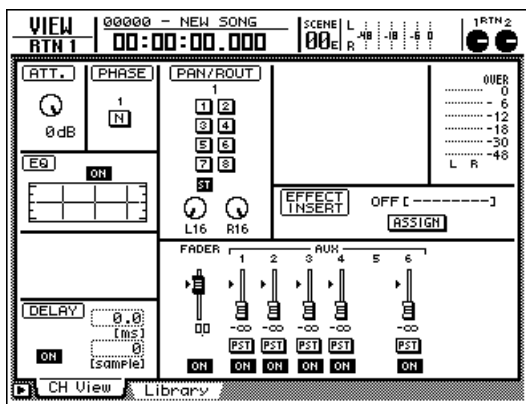 VIEW
RTN 1
00000 - NEW SONG
00:00:00.000
SCENE
00E
L -48 -18 -6 0
R
1 RTN 2
ATT.
0dB
PHASE
1
N
PAN/ROUT
1
1 2
3 4
5 6
7 8
ST
L16 R16
OVER
0
- 6
-12
-18
-30
-48
L R
EQ
ON
EFFECT INSERT
OFF [---------]
ASSIGN
FADER
AUX
1 2 3 4 5 6
-∞ -∞ -∞ -∞ -∞
PST PST PST PST PST
ON ON ON ON ON ON
DELAY
0.0
[ms]
ON
0
[sample]
CH View
Library